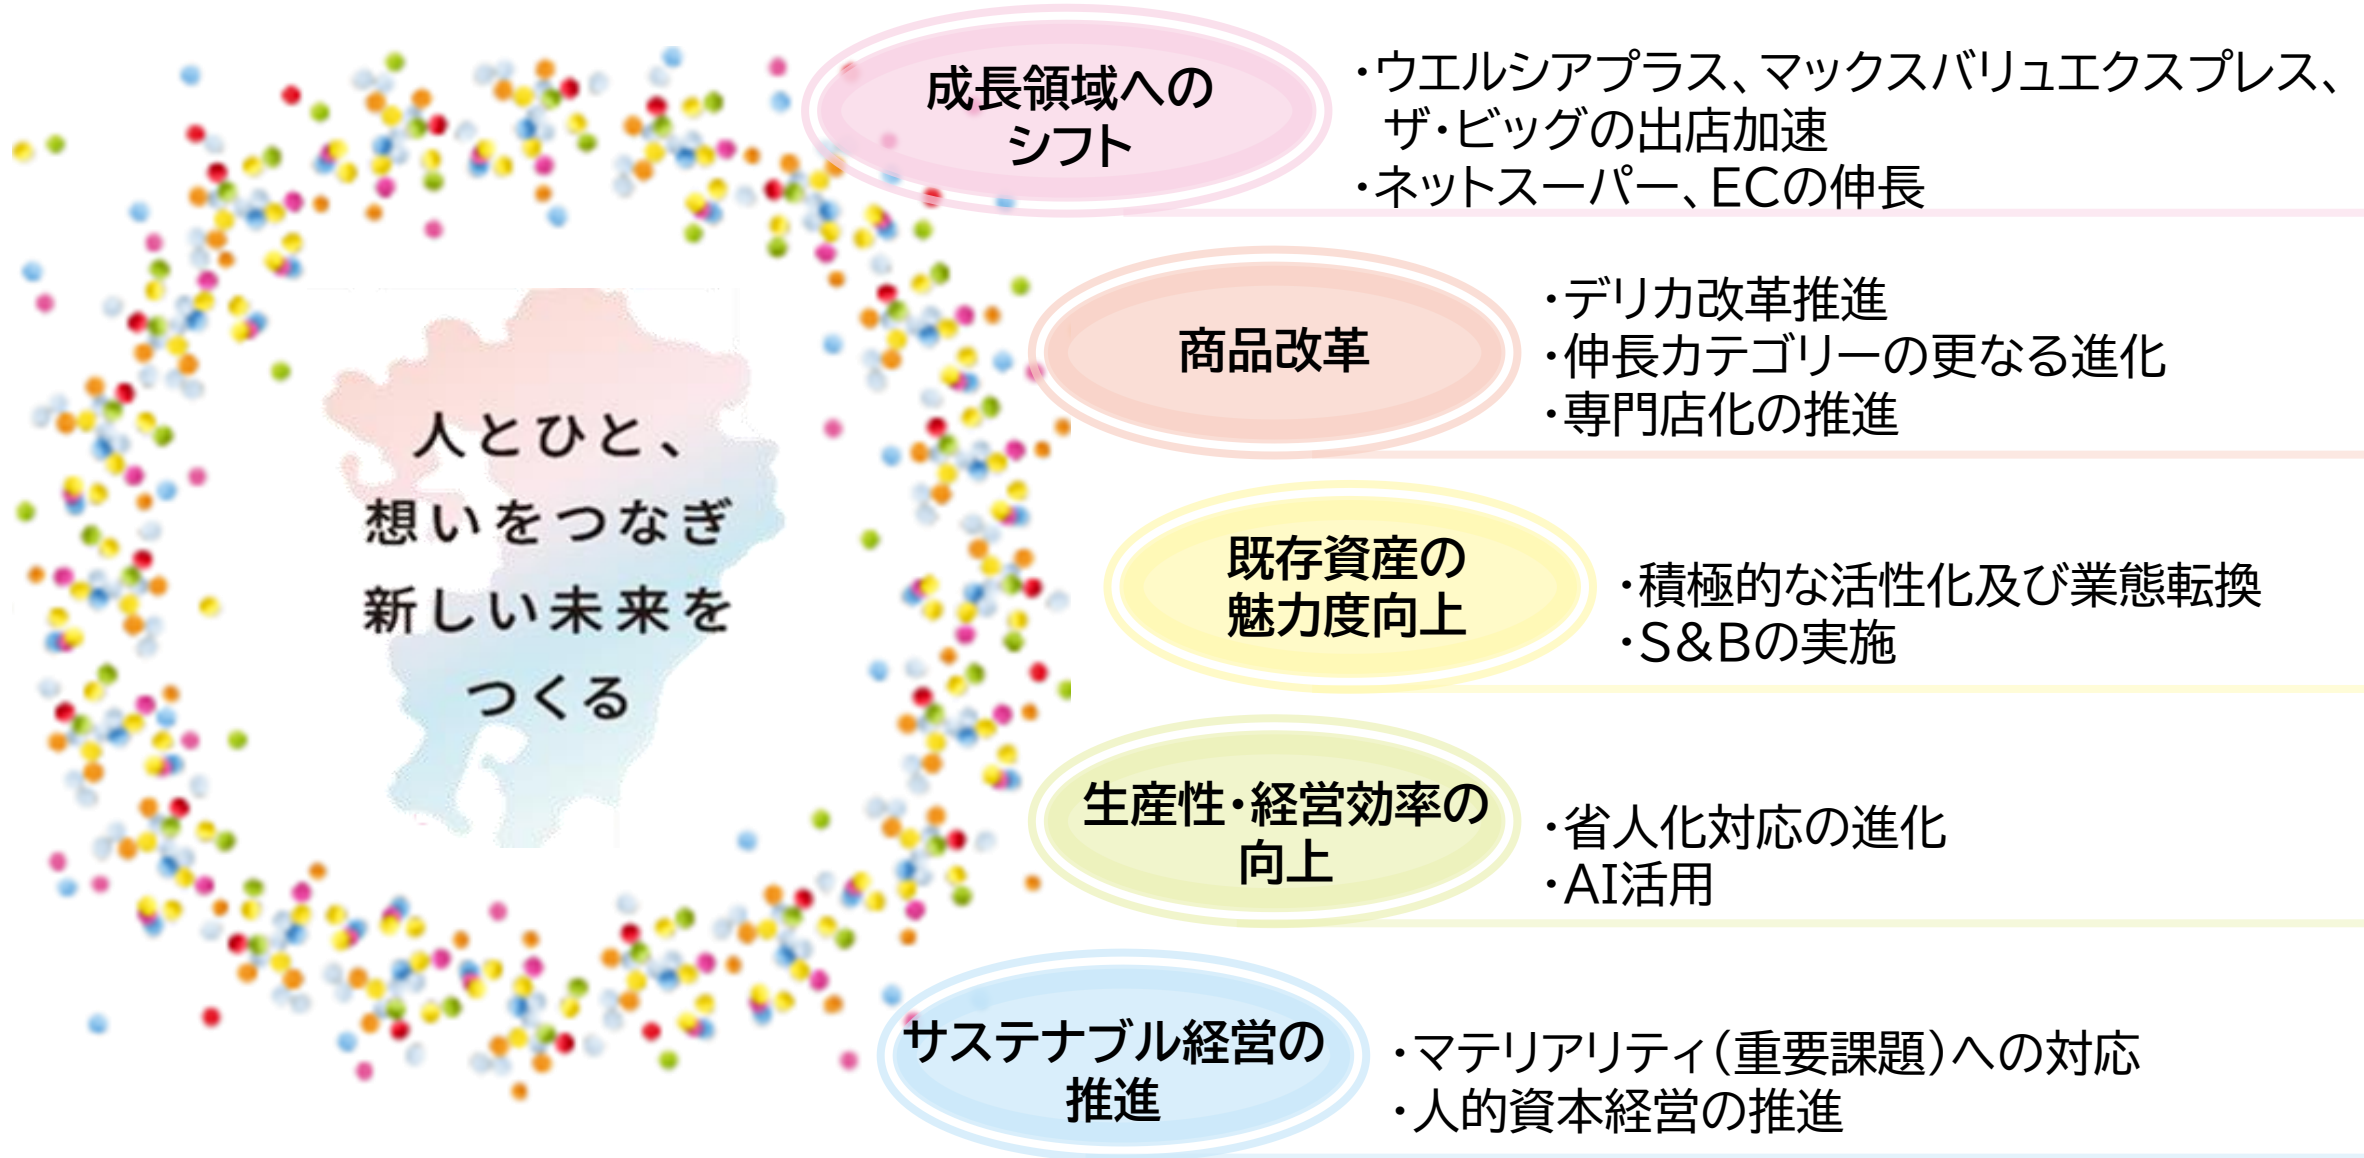 人とひと、
想いをつなぎ
新しい未来を
つくる
成長領域への
シフト
・ウエルシアプラス、マックスバリュエクスプレス、
ザ・ビッグの出店加速
・ネットスーパー、ECの伸長
商品改革
・デリカ改革推進
・伸長カテゴリーの更なる進化
・専門店化の推進
既存資産の
魅力度向上
・積極的な活性化及び業態転換
・S&Bの実施
生産性・経営効率の
向上
・省人化対応の進化
・AI活用
サステナブル経営の
推進
・マテリアリティ(重要課題)への対応
・人的資本経営の推進